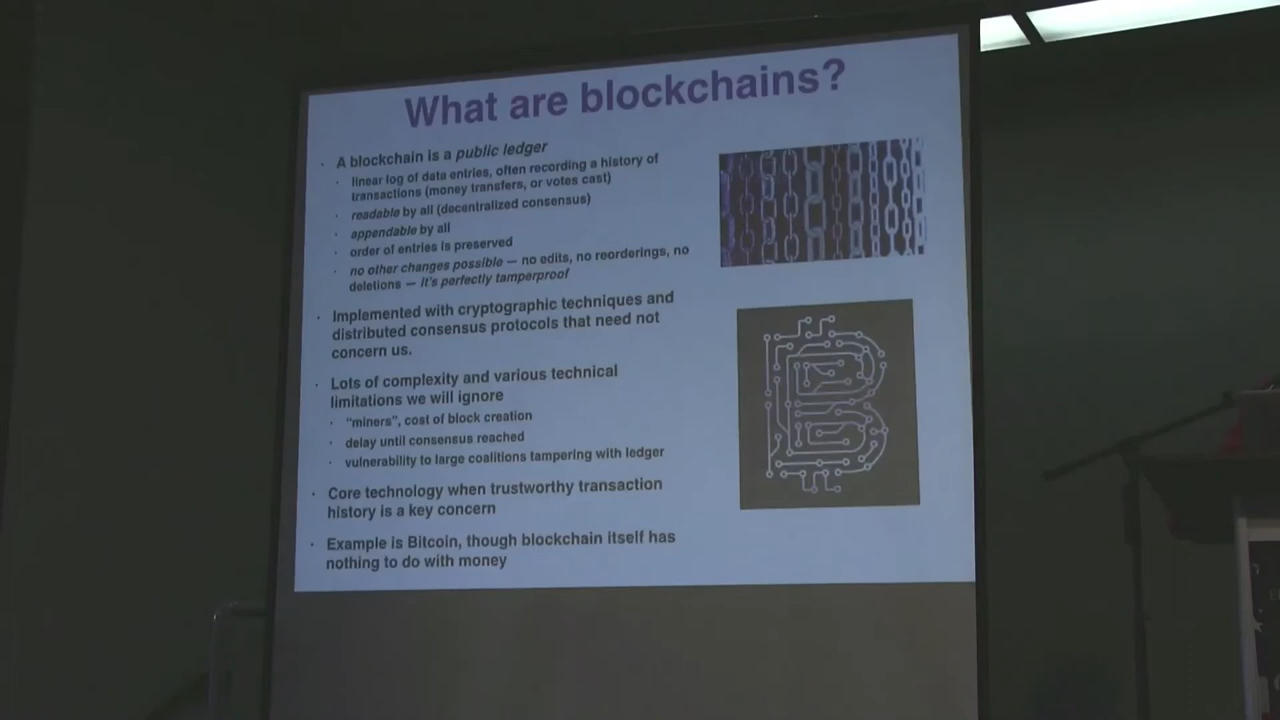 What are blockchains?
· A blockchain is a public ledger
· linear log of data entries, often recording a history of
transactions (money transfers, or votes cast)
· readable by all (decentralized consensus)
· appendable by all
· order of entries is preserved
· no other changes possible — no edits, no reorderings, no
deletions — it's perfectly tamperproof
· Implemented with cryptographic techniques and
distributed consensus protocols that need not
concern us.
· Lots of complexity and various technical
limitations we will ignore
· "miners", cost of block creation
· delay until consensus reached
· vulnerability to large coalitions tampering with ledger
· Core technology when trustworthy transaction
history is a key concern
· Example is Bitcoin, though blockchain itself has
nothing to do with money